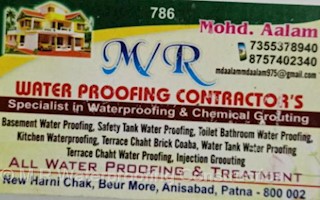 786
Mohd. Aalam
M/R
7355378940
8757402340
mdaalammdaalam975@gmail.com
WATER PROOFING CONTRACTOR'S
Specialist in Waterproofing & Chemical Grouting
Basement Water Proofing, Safety Tank Water Proofing, Toilet Bathroom Water Proofing,
Kitchen Waterproofing, Terrace Chaht Brick Coaba, Water Tank Water Proofing
Terrace Chaht Water Proofing, Injection Grouting
ALL WATER PROOFING & TREATMENT
New Harni Chak, Beur More, Anisabad, Patna - 800 002